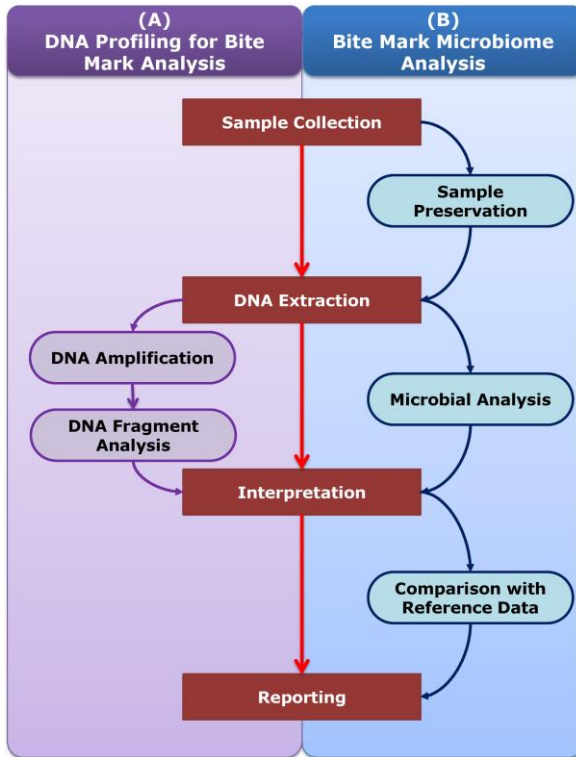 (A)
DNA Profiling for Bite
Mark Analysis
(B)
Bite Mark Microbiome
Analysis
Sample Collection
Sample
Preservation
DNA Extraction
DNA Amplification
Microbial Analysis
DNA Fragment
Analysis
Interpretation
Comparison with
Reference Data
Reporting